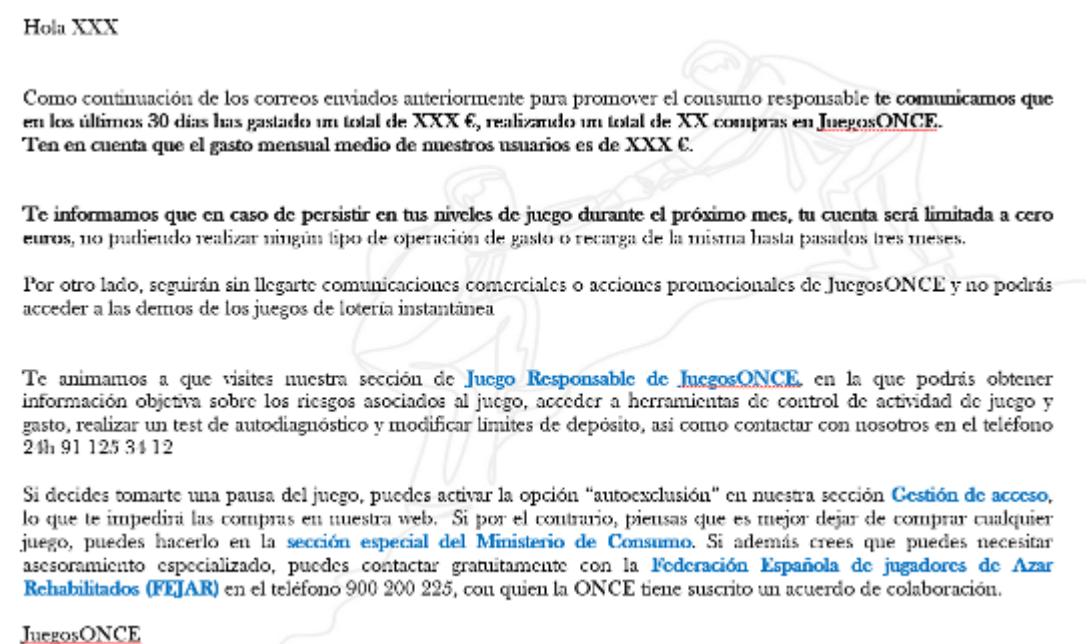 Hola XXX
Como continuación de los correos enviados anteriormente para promover el consumo responsable te comunicamos que
en los últimos 30 días has gastado un total de XXX €, realizando un total de XX compras en JuegosONCE.
Ten en cuenta que el gasto mensual medio de nuestros usuarios es de XXX €.
Te informamos que en caso de persistir en tus niveles de juego durante el próximo mes, tu cuenta será limitada a cero
euros, no pudiendo realizar ningún tipo de operación de gasto o recarga de la misma hasta pasados tres meses.
Por otro lado, seguirán sin llegarte comunicaciones comerciales o acciones promocionales de JuegosONCE y no podrás
acceder a las demos de los juegos de lotería instantánea
Te animamos a que visites nuestra sección de Juego Responsable de JuegosONCE, en la que podrás obtener
información objetiva sobre los riesgos asociados al juego, acceder a herramientas de control de actividad de juego y
gasto, realizar un test de autodiagnóstico y modificar límites de depósito, así como contactar con nosotros en el teléfono
24h 91 125 34 12
Si decides tomarte una pausa del juego, puedes activar la opción “autoexclusión” en nuestra sección Gestión de acceso,
lo que te impedirá las compras en nuestra web. Si por el contrario, piensas que es mejor dejar de comprar cualquier
juego, puedes hacerlo en la sección especial del Ministerio de Consumo. Si además crees que puedes necesitar
asesoramiento especializado, puedes contactar gratuitamente con la Federación Española de jugadores de Azar
Rehabilitados (FEJAR) en el teléfono 900 200 225, con quien la ONCE tiene suscrito un acuerdo de colaboración.
JuegosONCE